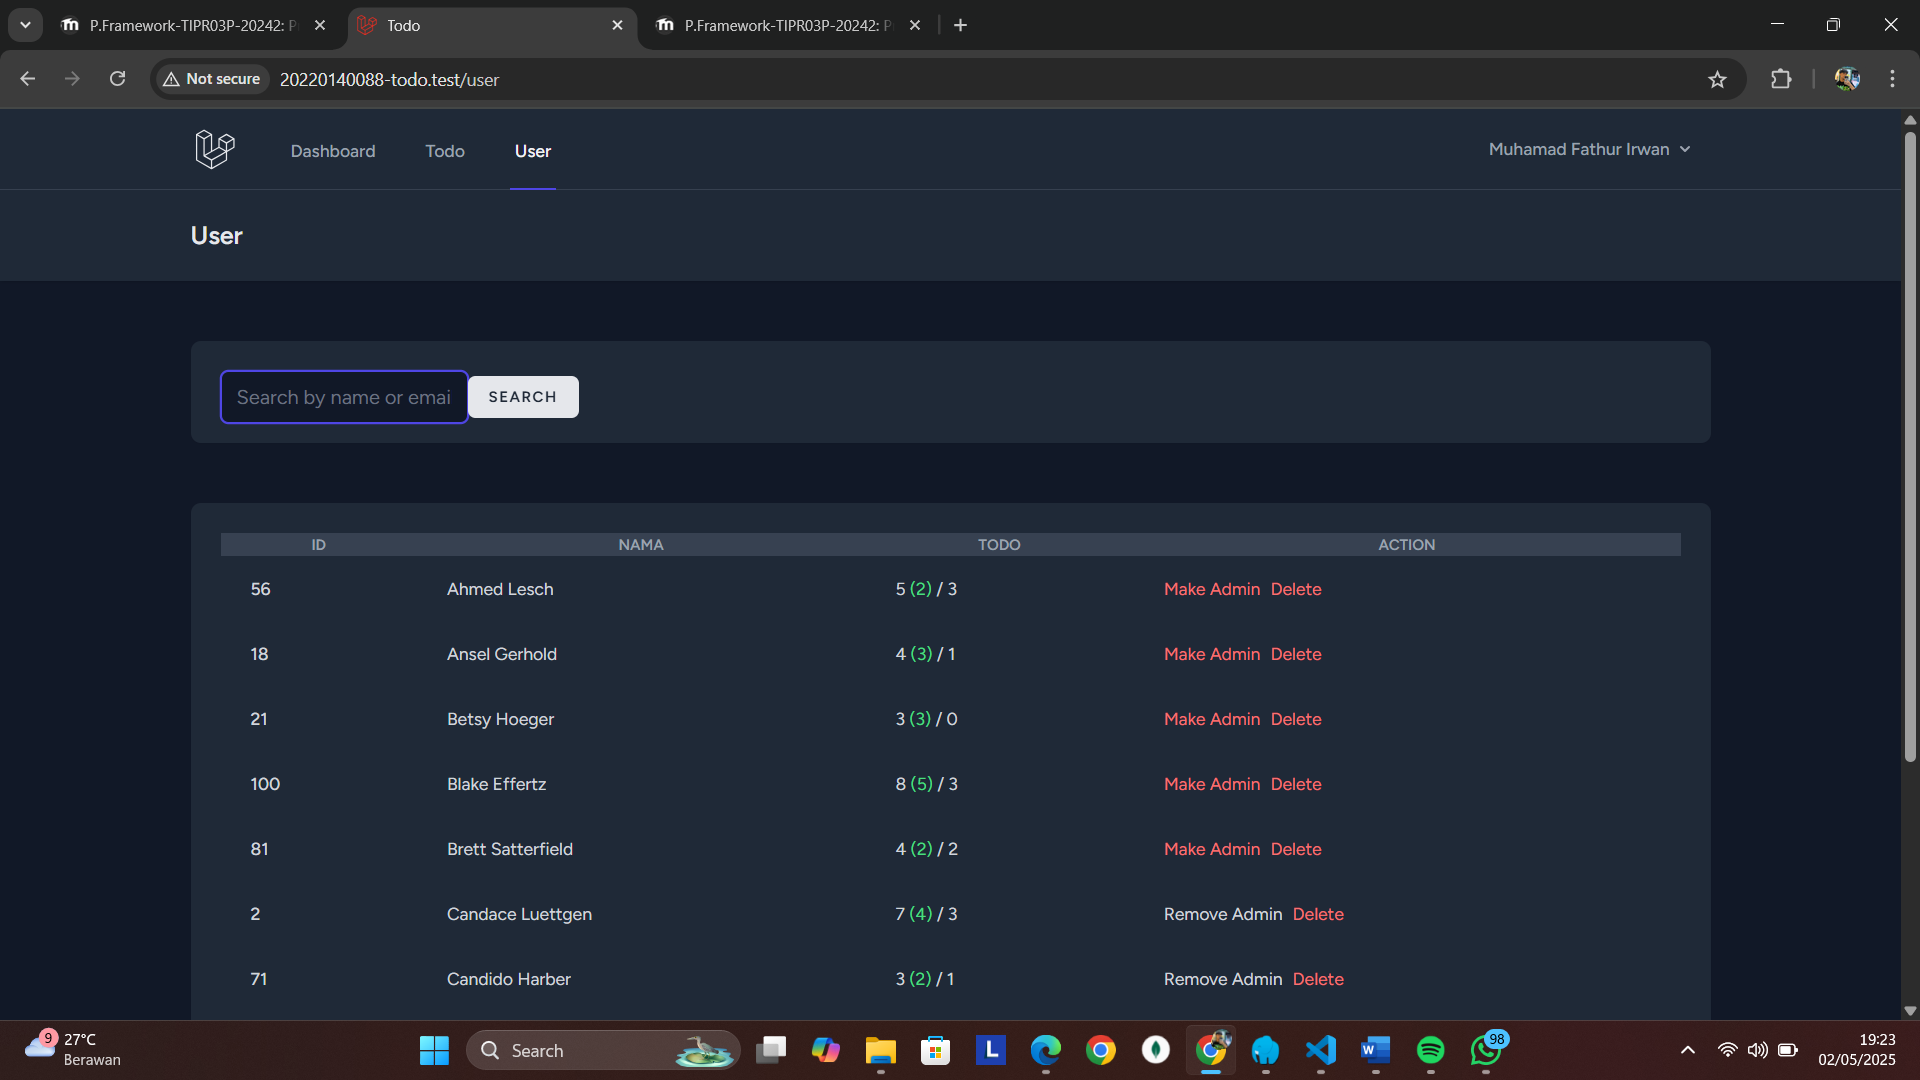 P.Framework-TIPR03P-20242: P
Todo
P.Framework-TIPR03P-20242: P
Not secure
20220140088-todo.test/user
Dashboard
Todo
User
Muhamad Fathur Irwan
User
Search by name or emai
SEARCH
ID NAMA TODO ACTION
56 Ahmed Lesch 5 (2) / 3 Make Admin Delete
18 Ansel Gerhold 4 (3) / 1 Make Admin Delete
21 Betsy Hoeger 3 (3) / 0 Make Admin Delete
100 Blake Effertz 8 (5) / 3 Make Admin Delete
81 Brett Satterfield 4 (2) / 2 Make Admin Delete
2 Candace Luettgen 7 (4) / 3 Remove Admin Delete
71 Candido Harber 3 (2) / 1 Remove Admin Delete
9
27°C
Berawan
Search
L
W
98
19:23
02/05/2025